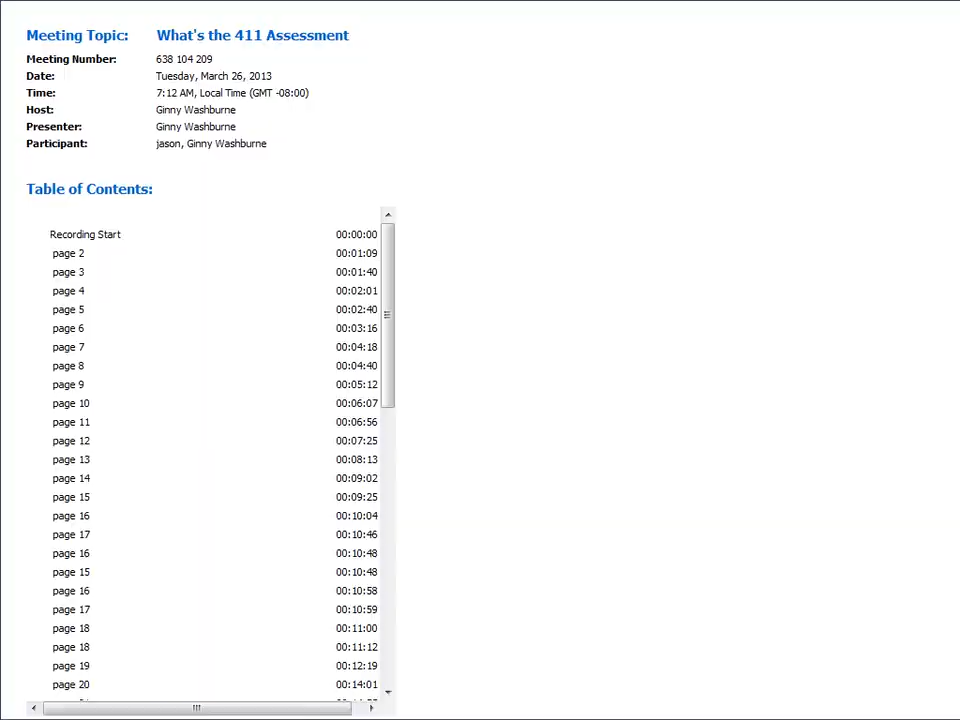 Meeting Topic: What's the 411 Assessment
Meeting Number: 638 104 209
Date: Tuesday, March 26, 2013
Time: 7:12 AM, Local Time (GMT -08:00)
Host: Ginny Washburne
Presenter: Ginny Washburne
Participant: jason, Ginny Washburne
Table of Contents:
Recording Start 00:00:00
page 2 00:01:09
page 3 00:01:40
page 4 00:02:01
page 5 00:02:40
page 6 00:03:16
page 7 00:04:18
page 8 00:04:40
page 9 00:05:12
page 10 00:06:07
page 11 00:06:56
page 12 00:07:25
page 13 00:08:13
page 14 00:09:02
page 15 00:09:25
page 16 00:10:04
page 17 00:10:46
page 16 00:10:48
page 15 00:10:48
page 16 00:10:58
page 17 00:10:59
page 18 00:11:00
page 18 00:11:12
page 19 00:12:19
page 20 00:14:01